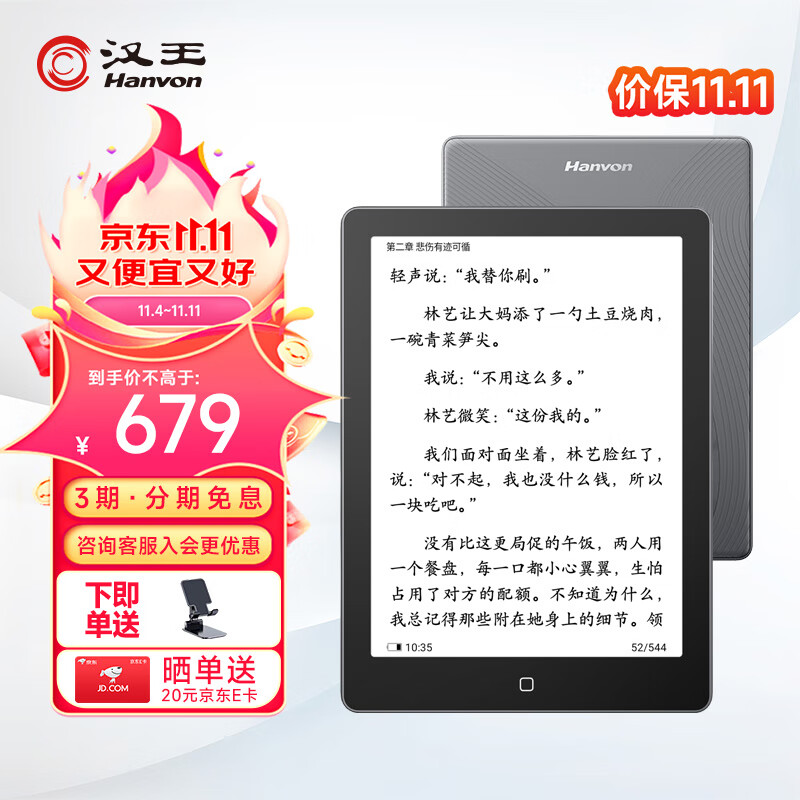 汉王
Hanvon
价保11.11
京东11.11
又便宜又好
11.4~11.11
到手价不高于:
¥679
3期·分期免息
咨询客服入会更优惠
下即
单送
京东
京东E卡
JD.COM
晒单送
20元京东E卡
Hanvon
第二章 悲伤有迹可循
轻声说：“我替你刷。”
林艺让大妈添了一勺土豆烧肉，
一碗青菜笋尖。
我说：“不用这么多。”
林艺微笑：“这份我的。”
我们面对面坐着，林艺脸红了，
说：“对不起，我也没什么钱，所以
一块吃吧。”
没有比这更局促的午饭，两人用
一个餐盘，每一口都小心翼翼，生怕
占用了对方的配额。不知道为什么，
我总记得那些附在她身上的细节。领
10:35
52/544